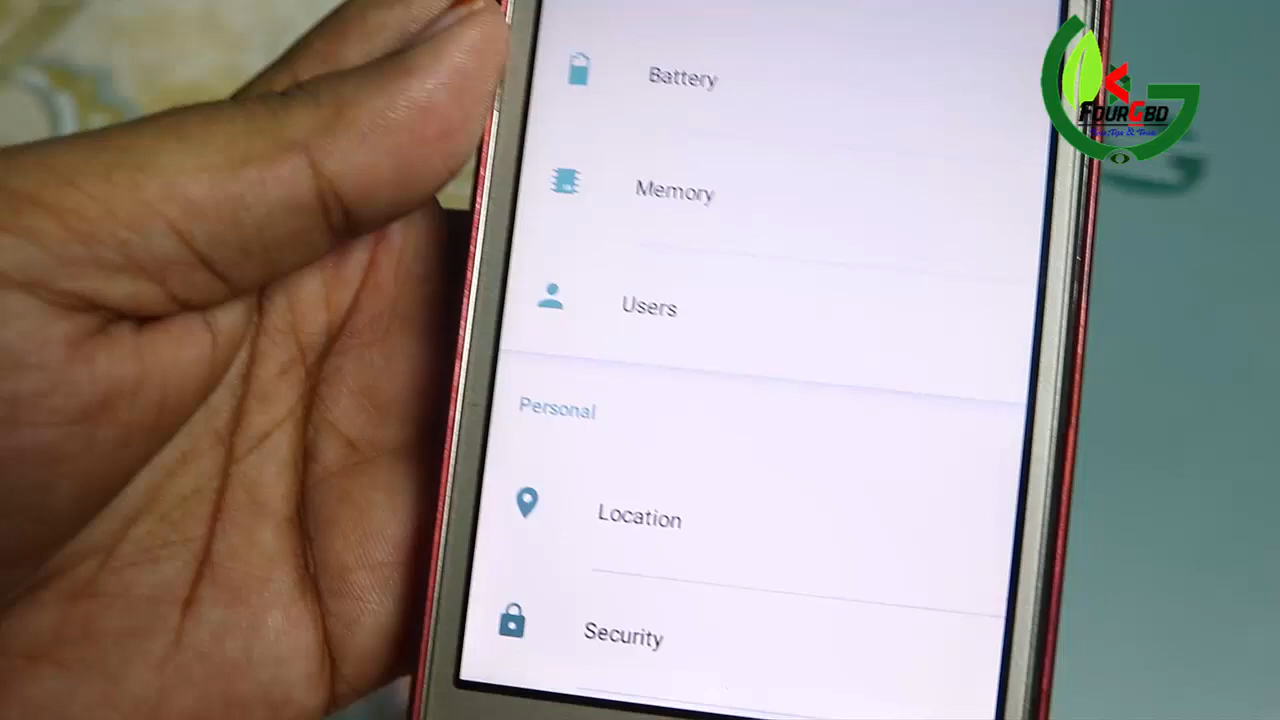 Battery
Memory
Users
Personal
Location
Security
FourGbd